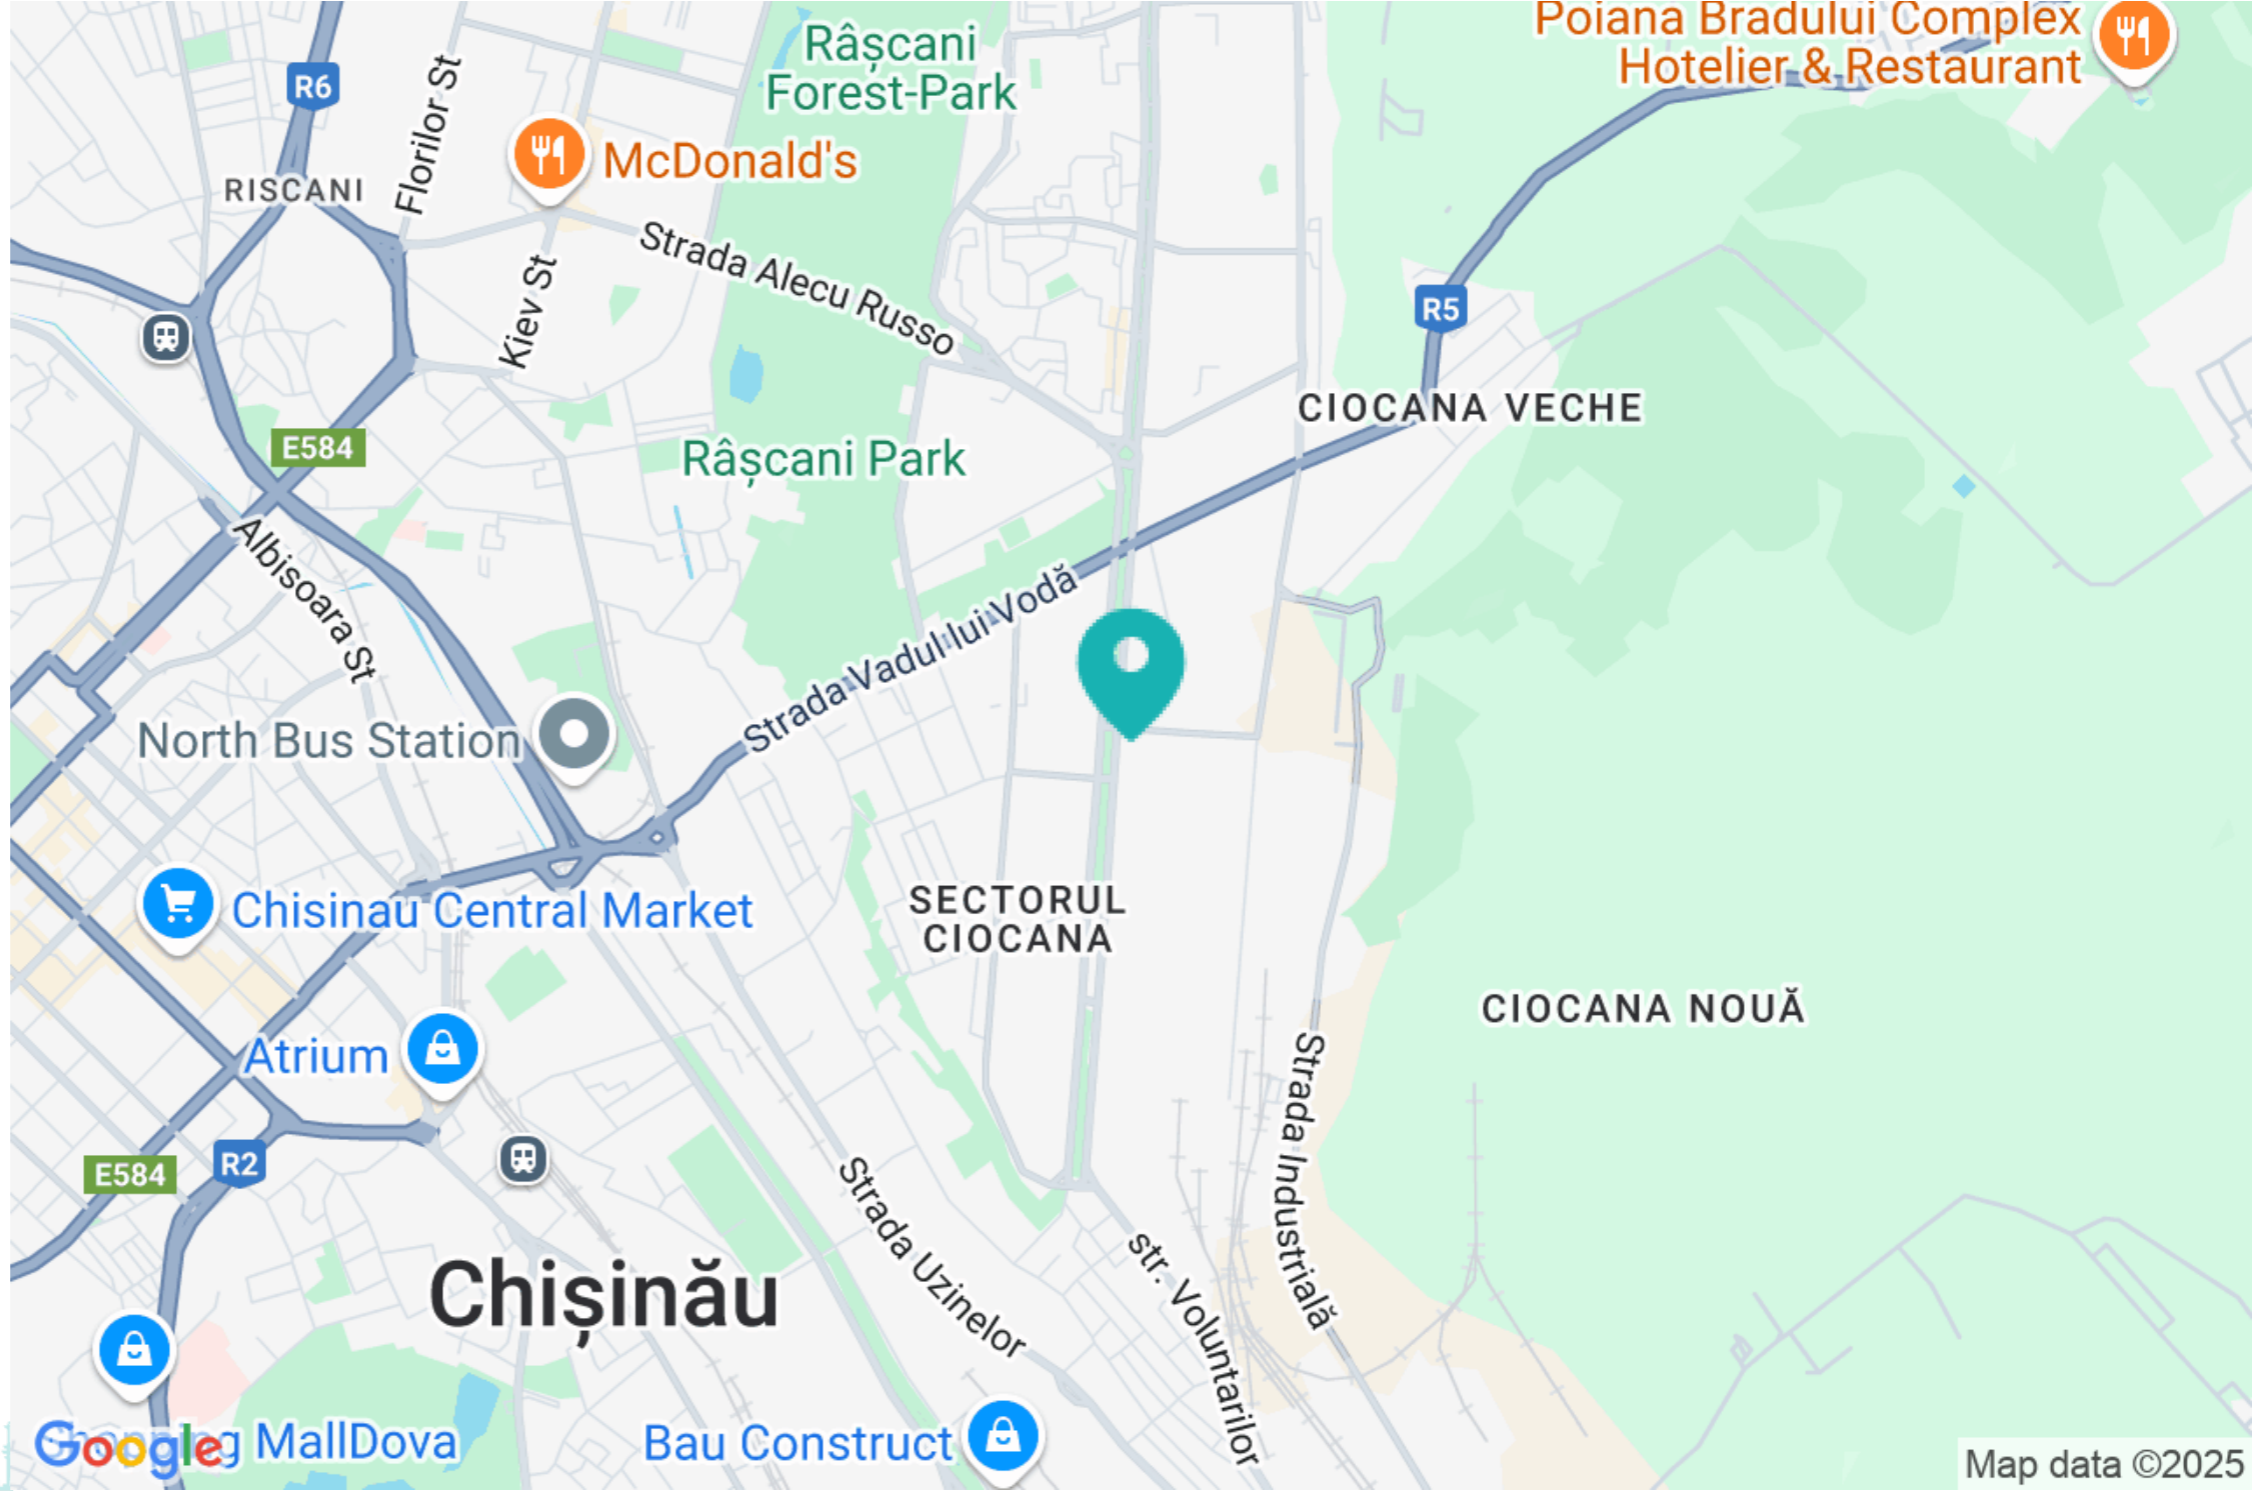 Poiana Bradului Complex
Hotelier & Restaurant
Râșcani
Forest-Park
R6
Florilor St
McDonald's
RISCANI
Strada Alecu Russo
Kiev St
R5
CIOCANA VECHE
E584
Râșcani Park
Albisoara St
Strada Vadul lui Vodă
North Bus Station
Chisinau Central Market
SECTORUL
CIOCANA
CIOCANA NOUĂ
Atrium
Strada Industrială
E584
R2
Strada Uzinelor
str. Voluntarilor
Chișinău
Shopping MallDova
Google
Bau Construct
Map data ©2025